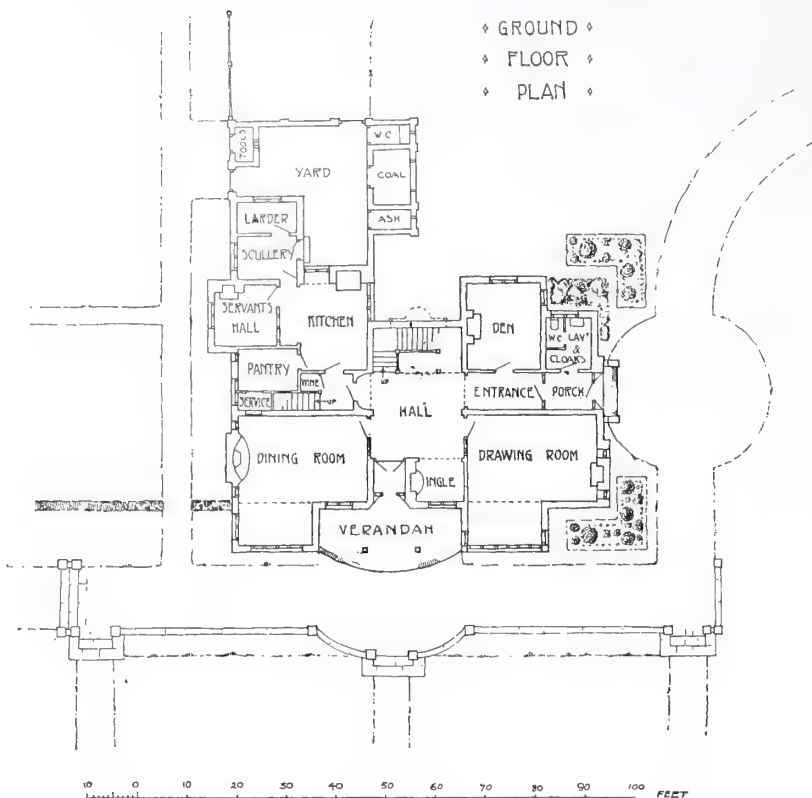 GROUND
FLOOR
PLAN
TOOLS
W C
YARD
COAL
LARDER
ASH
SCULLERY
SERVANTS
HALL
KITCHEN
DEN
WC LAVY
&
CLOAKS
PANTRY
WINE
SERVICE
UP
UP
HALL
ENTRANCE
PORCH
DINING ROOM
DRAWING ROOM
INGLE
VERANDAH
10 0 10 20 30 40 50 60 70 80 90 100 FEET